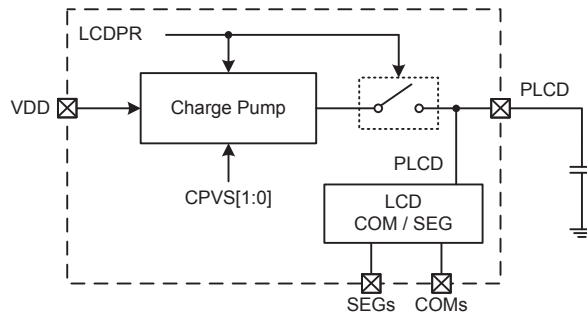 LCDPR
VDD
Charge Pump
PLCD
PLCD
CPVS[1:0]
LCD
COM / SEG
SEGs
COMs